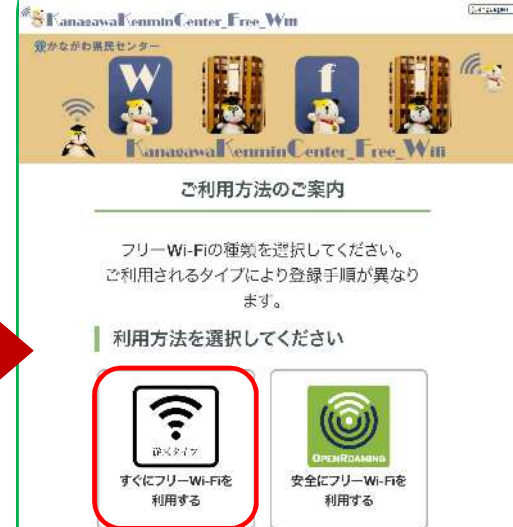 KanagawaKenminCenter_Free_Wifi
かながわ県民センター
W f
KanagawaKenminCenter_Free_Wifi
ご利用方法のご案内
フリーWi-Fiの種類を選択してください。
ご利用されるタイプにより登録手順が異なり
ます。
利用方法を選択してください
すぐにフリーWi-Fiを
利用する
OPENROAMING
安全にフリーWi-Fiを
利用する